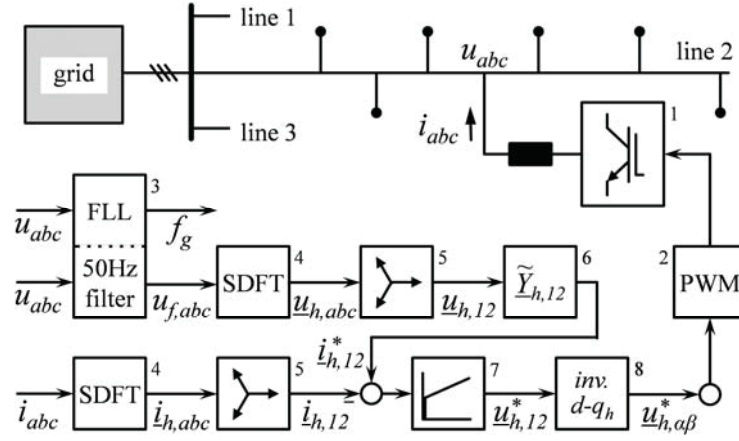 line 1
grid
u_abc
line 2
line 3
i_abc
1
3
FLL
u_abc
f_g
50Hz
filter
u_abc
u_f,abc
4
SDFT
u_h,abc
5
u_h,12
6
Ỹ_h,12
2
PWM
i*_h,12
4
SDFT
i_abc
i_h,abc
5
i_h,12
-
7
u*_h,12
8
inv.
d-q_h
u*_h,αβ